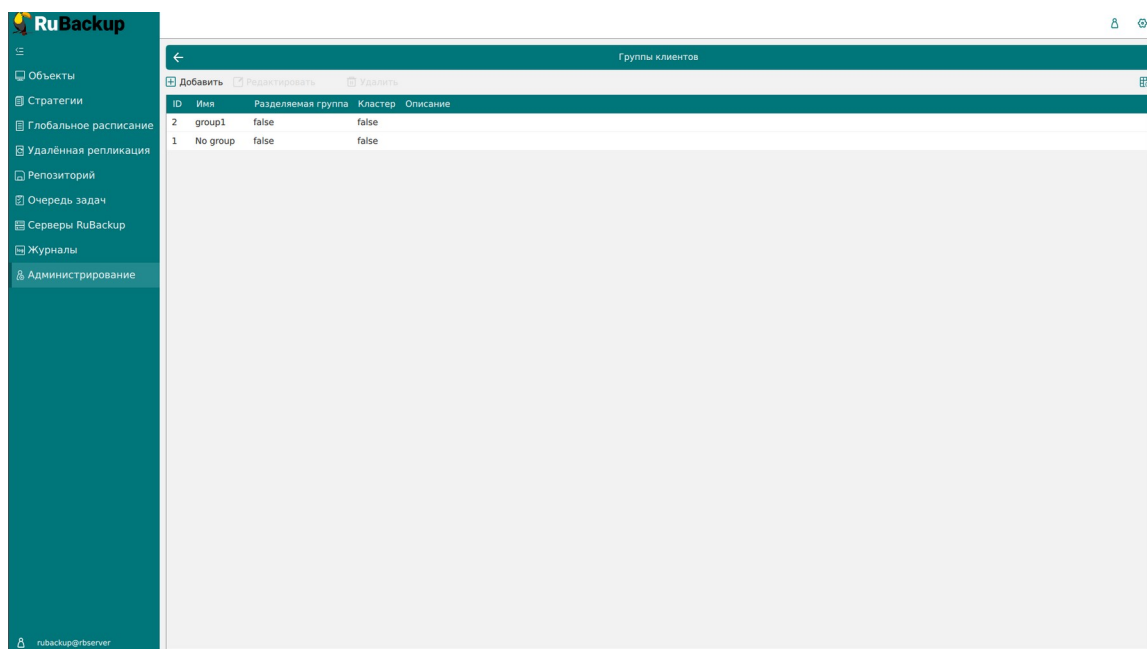 RuBackup
Группы клиентов
Объекты
Стратегии
Глобальное расписание
Удалённая репликация
Репозиторий
Очередь задач
Серверы RuBackup
Журналы
Администрирование
Добавить Редактировать Удалить
ID Имя Разделяемая группа Кластер Описание
2 group1 false false
1 No group false false
rubackup@rbserver